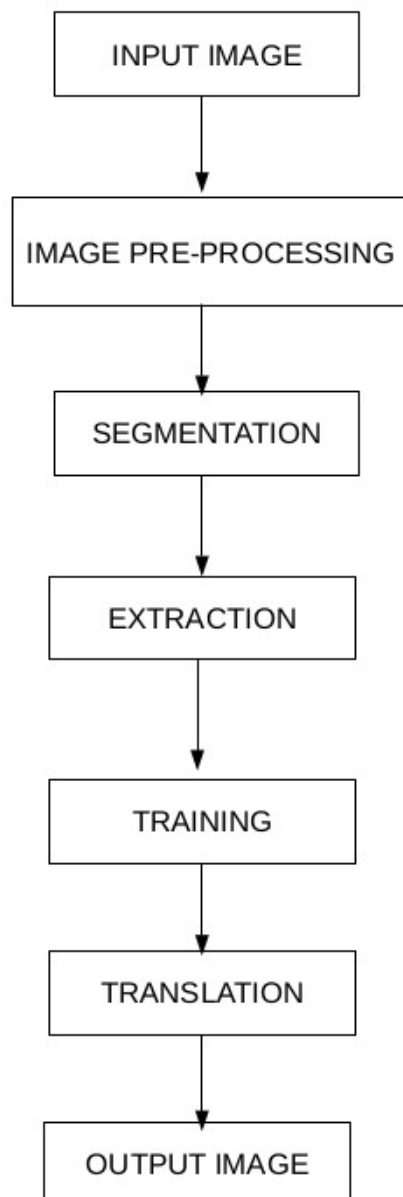 INPUT IMAGE
IMAGE PRE-PROCESSING
SEGMENTATION
EXTRACTION
TRAINING
TRANSLATION
OUTPUT IMAGE